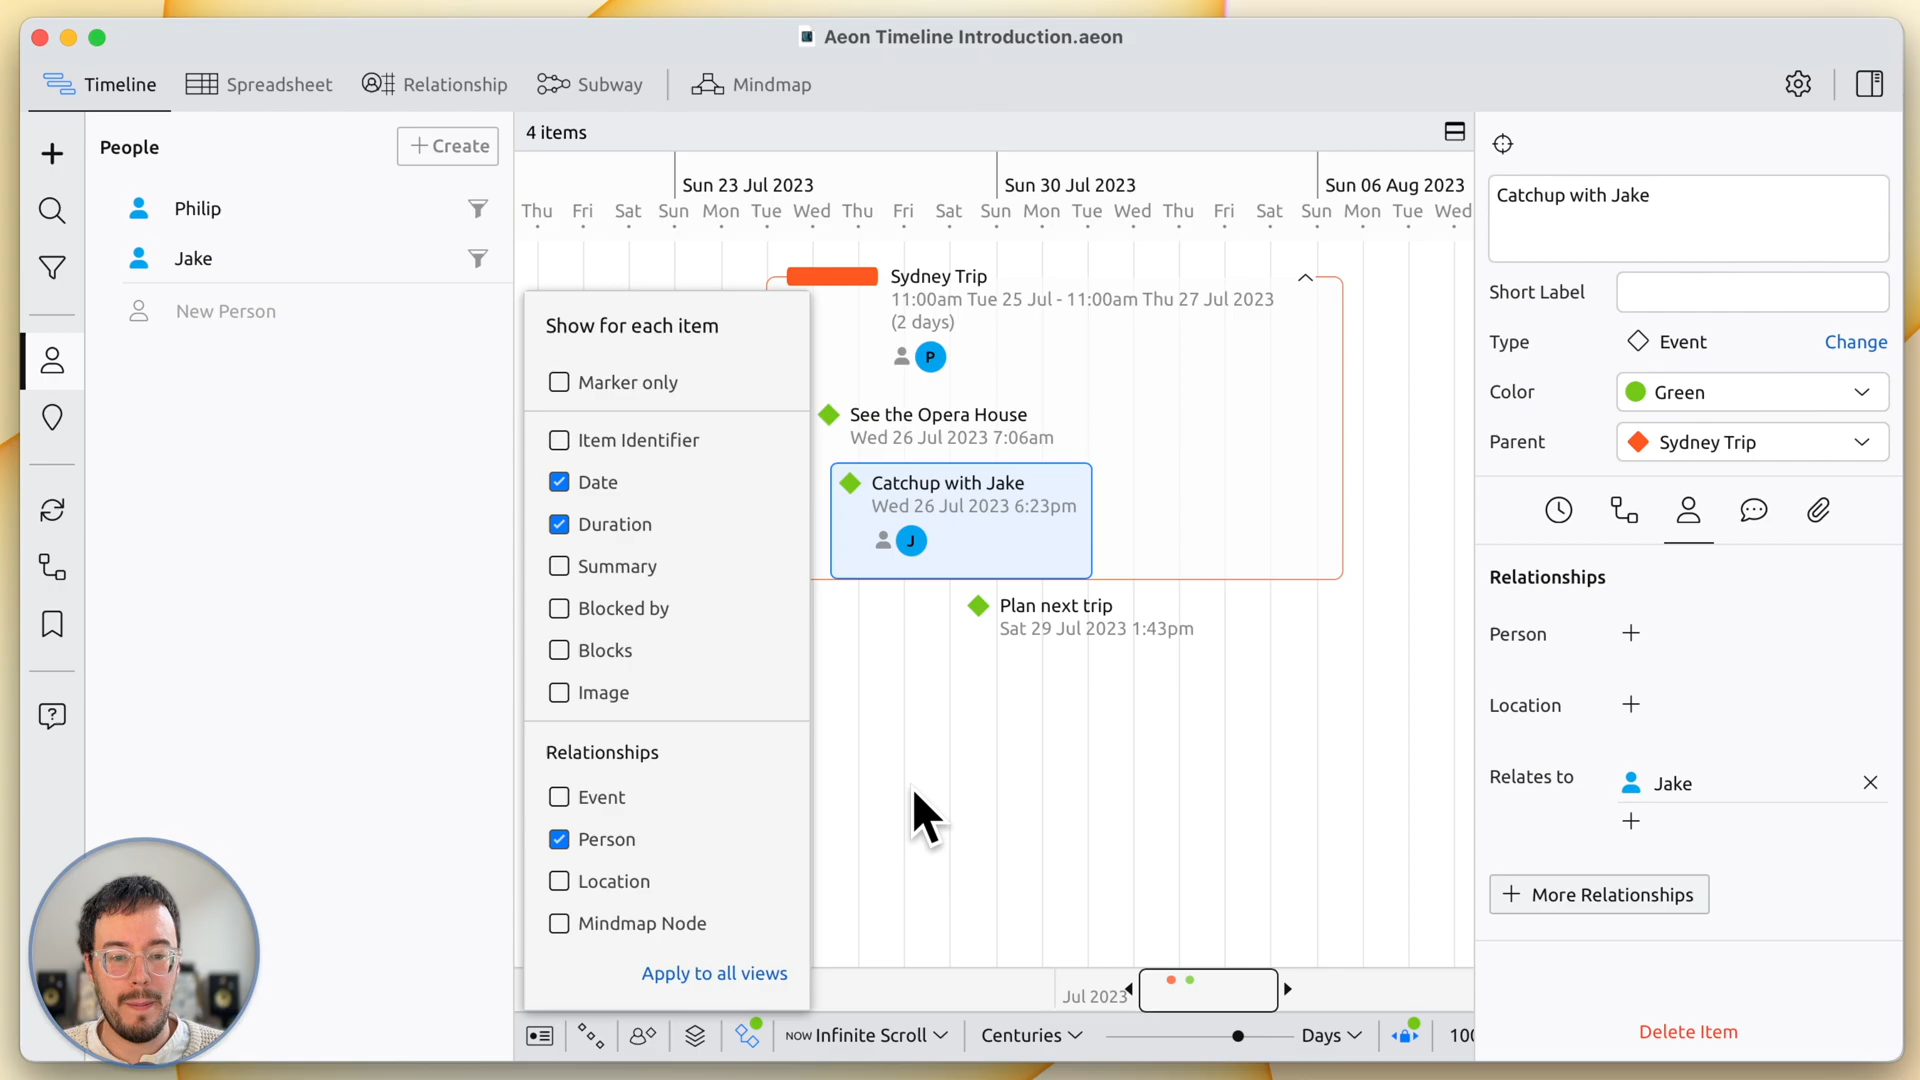 Aeon Timeline Introduction.aeon
Timeline
Spreadsheet
Relationship
Subway
Mindmap
People
Create
Philip
Jake
New Person
4 items
Sun 23 Jul 2023
Sun 30 Jul 2023
Sun 06 Aug 2023
Thu Fri Sat Sun Mon Tue Wed Thu Fri Sat Sun Mon Tue Wed Thu Fri Sat Sun Mon Tue Wed
Sydney Trip
11:00am Tue 25 Jul - 11:00am Thu 27 Jul 2023
(2 days)
P
See the Opera House
Wed 26 Jul 2023 7:06am
Catchup with Jake
Wed 26 Jul 2023 6:23pm
J
Plan next trip
Sat 29 Jul 2023 1:43pm
Show for each item
Marker only
Item Identifier
Date
Duration
Summary
Blocked by
Blocks
Image
Relationships
Event
Person
Location
Mindmap Node
Apply to all views
Jul 2023
NOW Infinite Scroll
Centuries
Days
100
Catchup with Jake
Short Label
Type
Event
Change
Color
Green
Parent
Sydney Trip
Relationships
Person
Location
Relates to
Jake
More Relationships
Delete Item